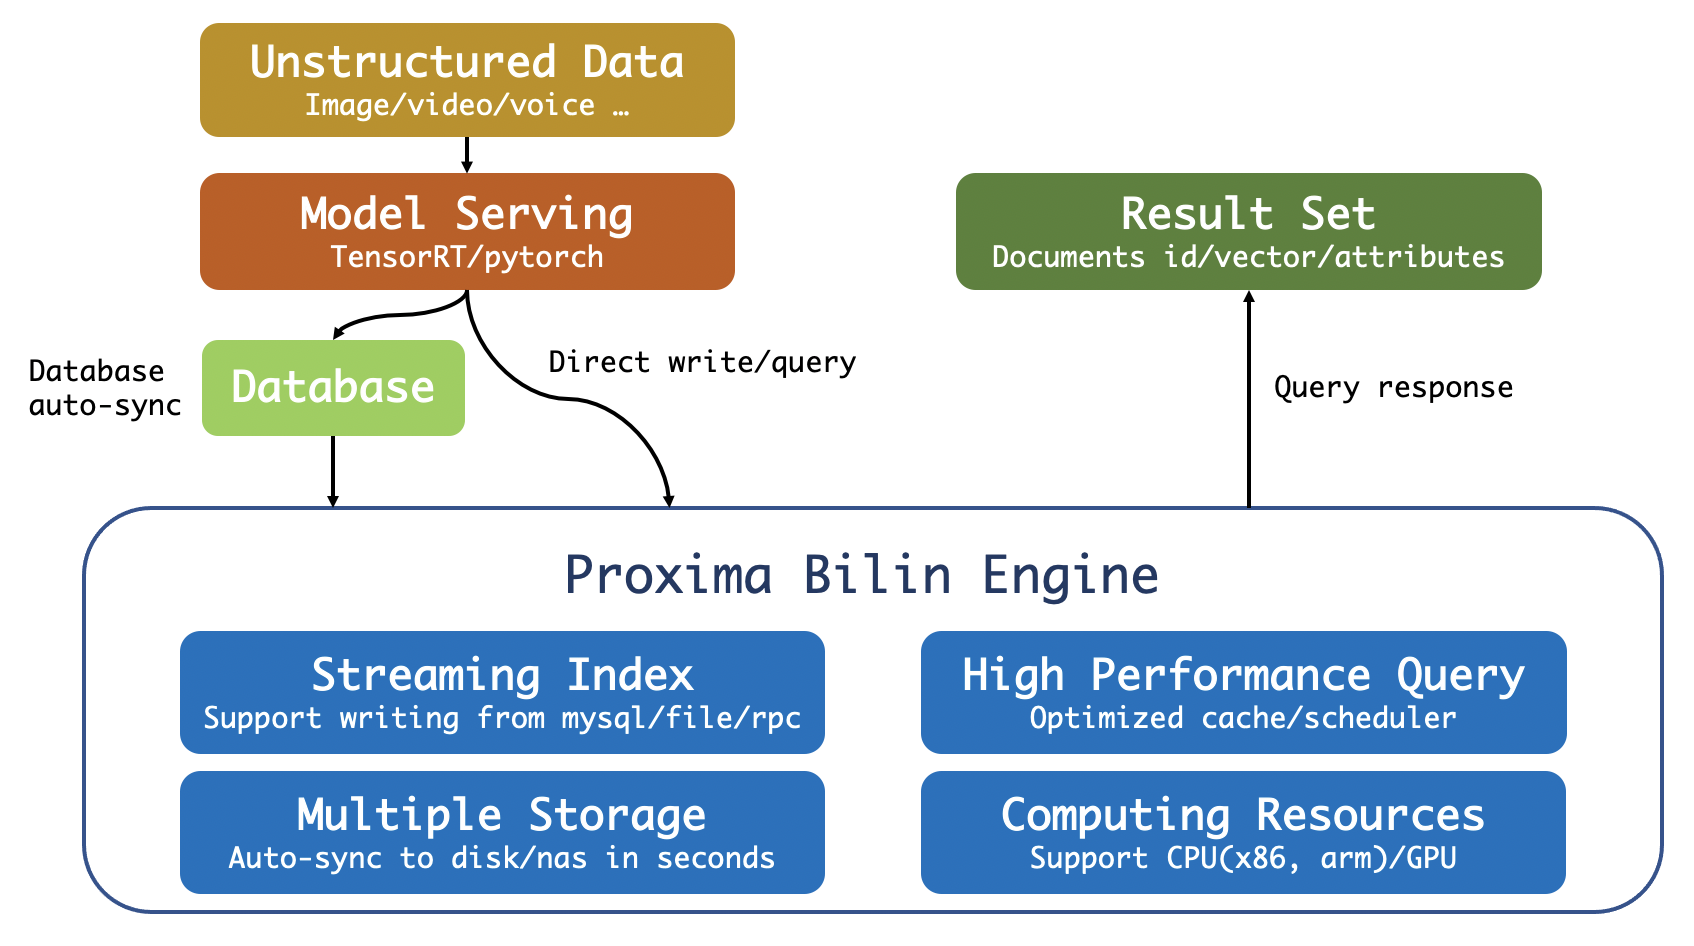 Unstructured Data
Image/video/voice …
Model Serving
TensorRT/pytorch
Result Set
Documents id/vector/attributes
Database
auto-sync
Database
Direct write/query
Query response
Proxima Bilin Engine
Streaming Index
Support writing from mysql/file/rpc
High Performance Query
Optimized cache/scheduler
Multiple Storage
Auto-sync to disk/nas in seconds
Computing Resources
Support CPU(x86, arm)/GPU